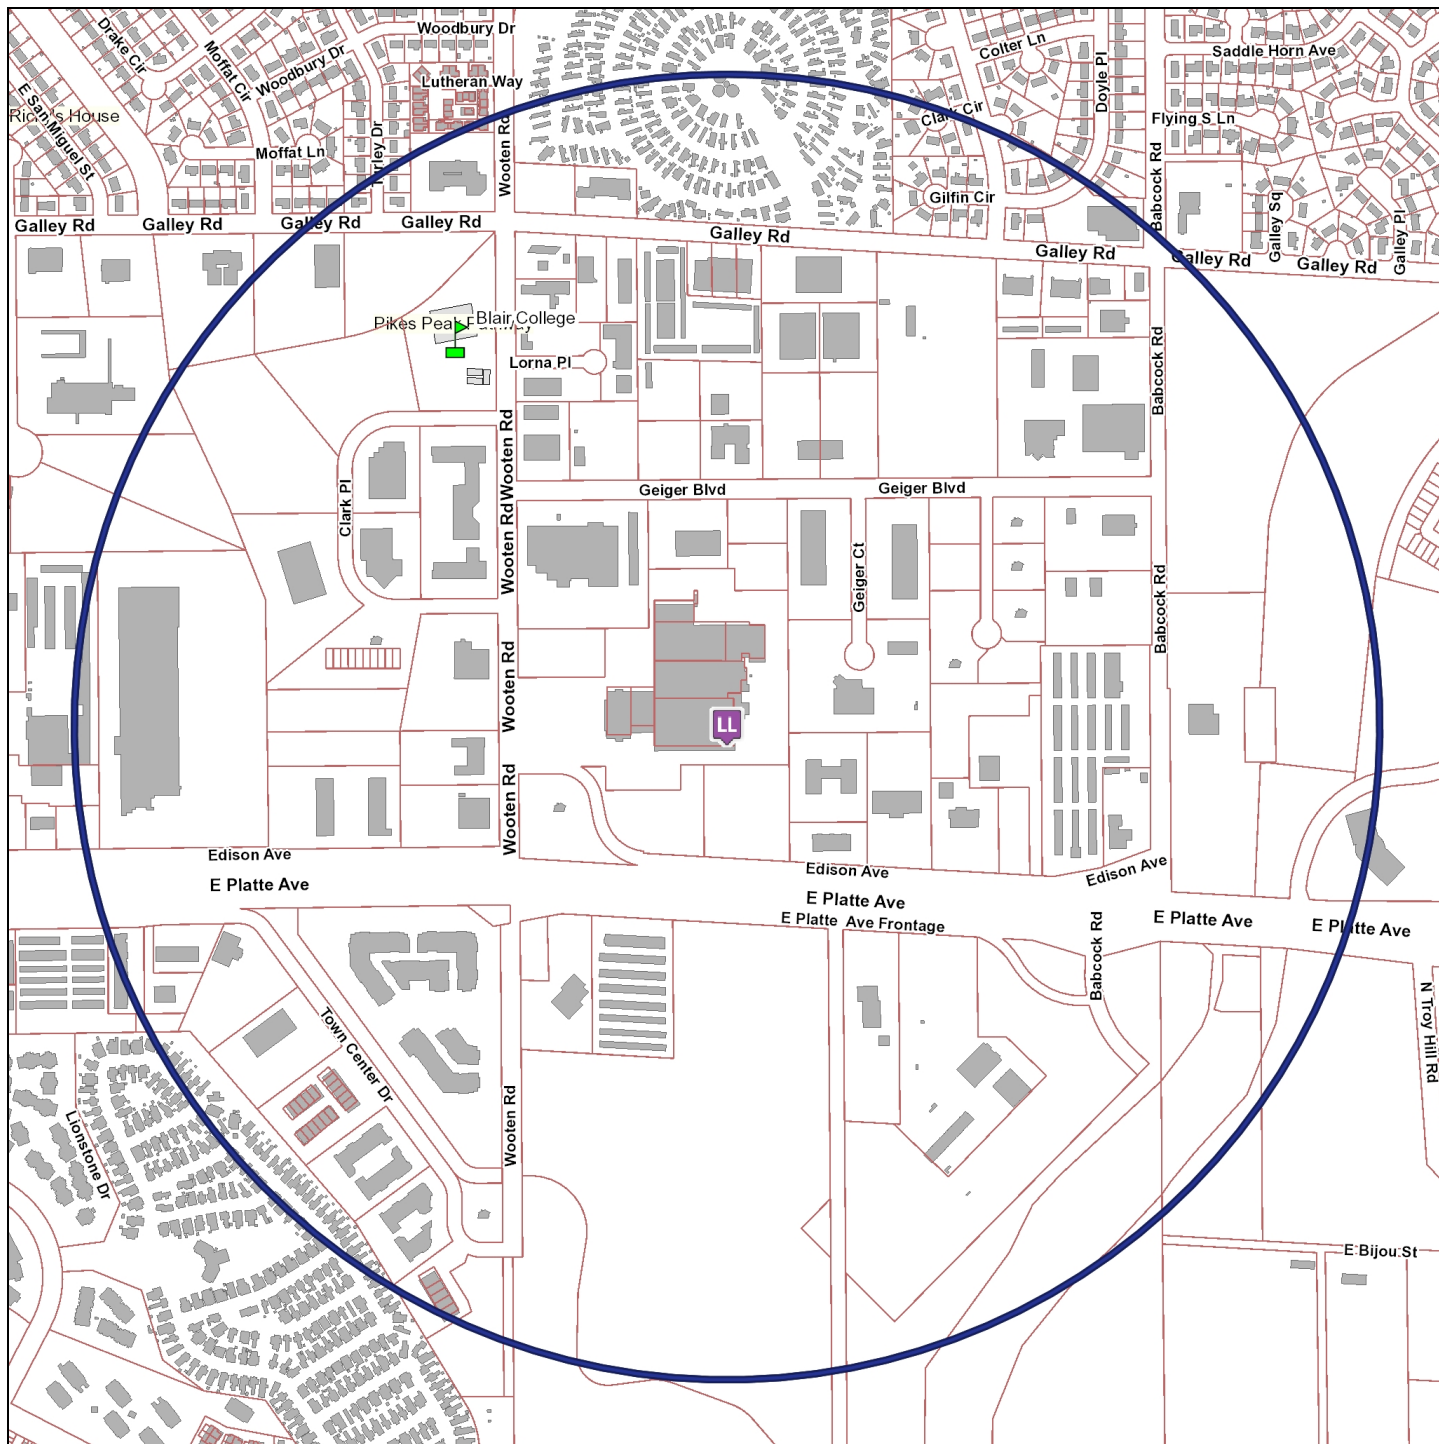 Woodbury Dr
Drake Cir
Moffat Cir
Woodbury Dr
Colter Ln
Saddle Horn Ave
Doyle Pl
Lutheran Way
E San Miguel St
s House
Clark Cir
Flying S Ln
Moffat Ln
Wooten Rd
Babcock Rd
Gilfin Cir
Galley Sq
Galley Pl
Galley Rd
Galley Rd
Galley Rd
Galley Rd
Galley Rd
Galley Rd
Galley Rd
Galley Rd
Pikes Peak
Blair College
Lorna Pl
Babcock Rd
Wooten Rd
Clark Pl
Geiger Blvd
Geiger Blvd
Wooten Rd
Geiger Ct
Babcock Rd
Wooten Rd
LL
Wooten Rd
Edison Ave
Edison Ave
Edison Ave
E Platte Ave
E Platte Ave
E Platte Ave Frontage
E Platte Ave
E Platte Ave
Babcock Rd
N Troy Hill Rd
Town Center Dr
Wooten Rd
Lionstone Dr
E Bijou St